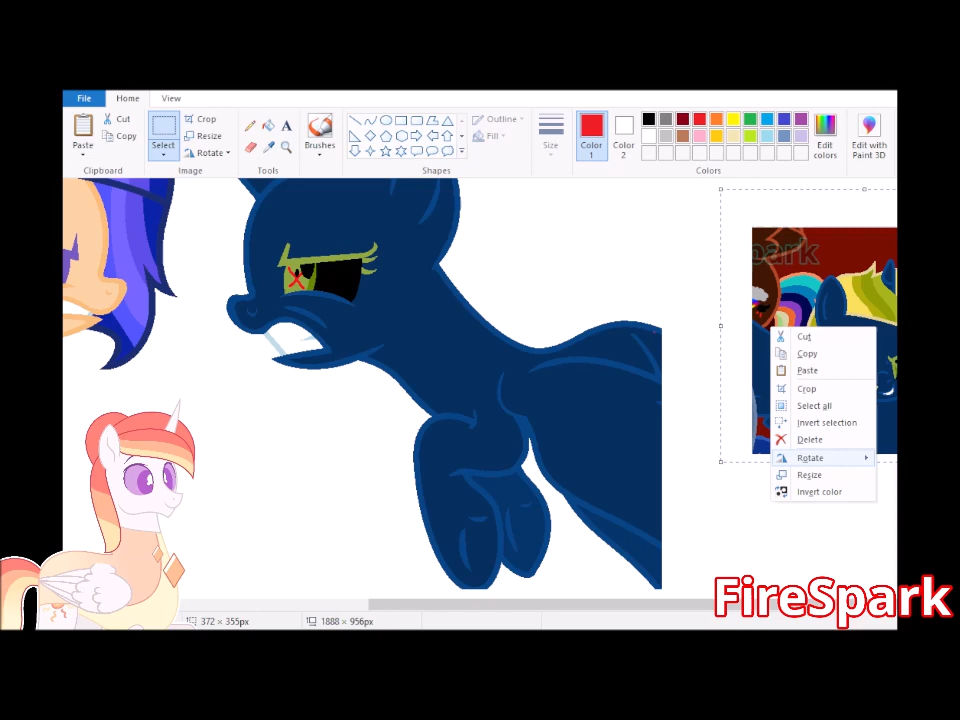 File Home View
Paste
Cut
Copy
Clipboard
Select
Crop
Resize
Rotate
Image
Tools
Brushes
Shapes
Outline
Fill
Size
Color 1
Color 2
Edit colors
Colors
Edit with Paint 3D
park
Cut
Copy
Paste
Crop
Select all
Invert selection
Delete
Rotate
Resize
Invert color
FireSpark
372 × 355px
1888 × 956px